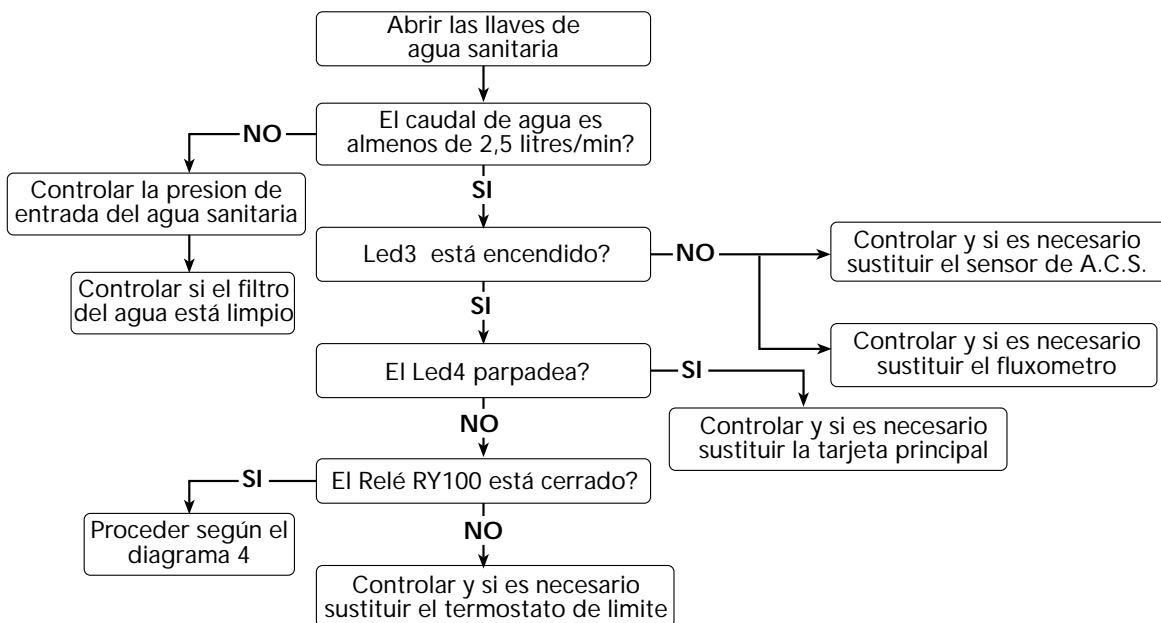 Abrir las llaves de
agua sanitaria
El caudal de agua es
almenos de 2,5 litres/min?
NO
SI
Controlar la presion de
entrada del agua sanitaria
Controlar si el filtro
del agua está limpio
Led3 está encendido?
NO
Controlar y si es necesario
sustituir el sensor de A.C.S.
Controlar y si es necesario
sustituir el fluxometro
SI
El Led4 parpadea?
SI
Controlar y si es necesario
sustituir la tarjeta principal
NO
El Relé RY100 está cerrado?
SI
Proceder según el
diagrama 4
NO
Controlar y si es necesario
sustituir el termostato de limite